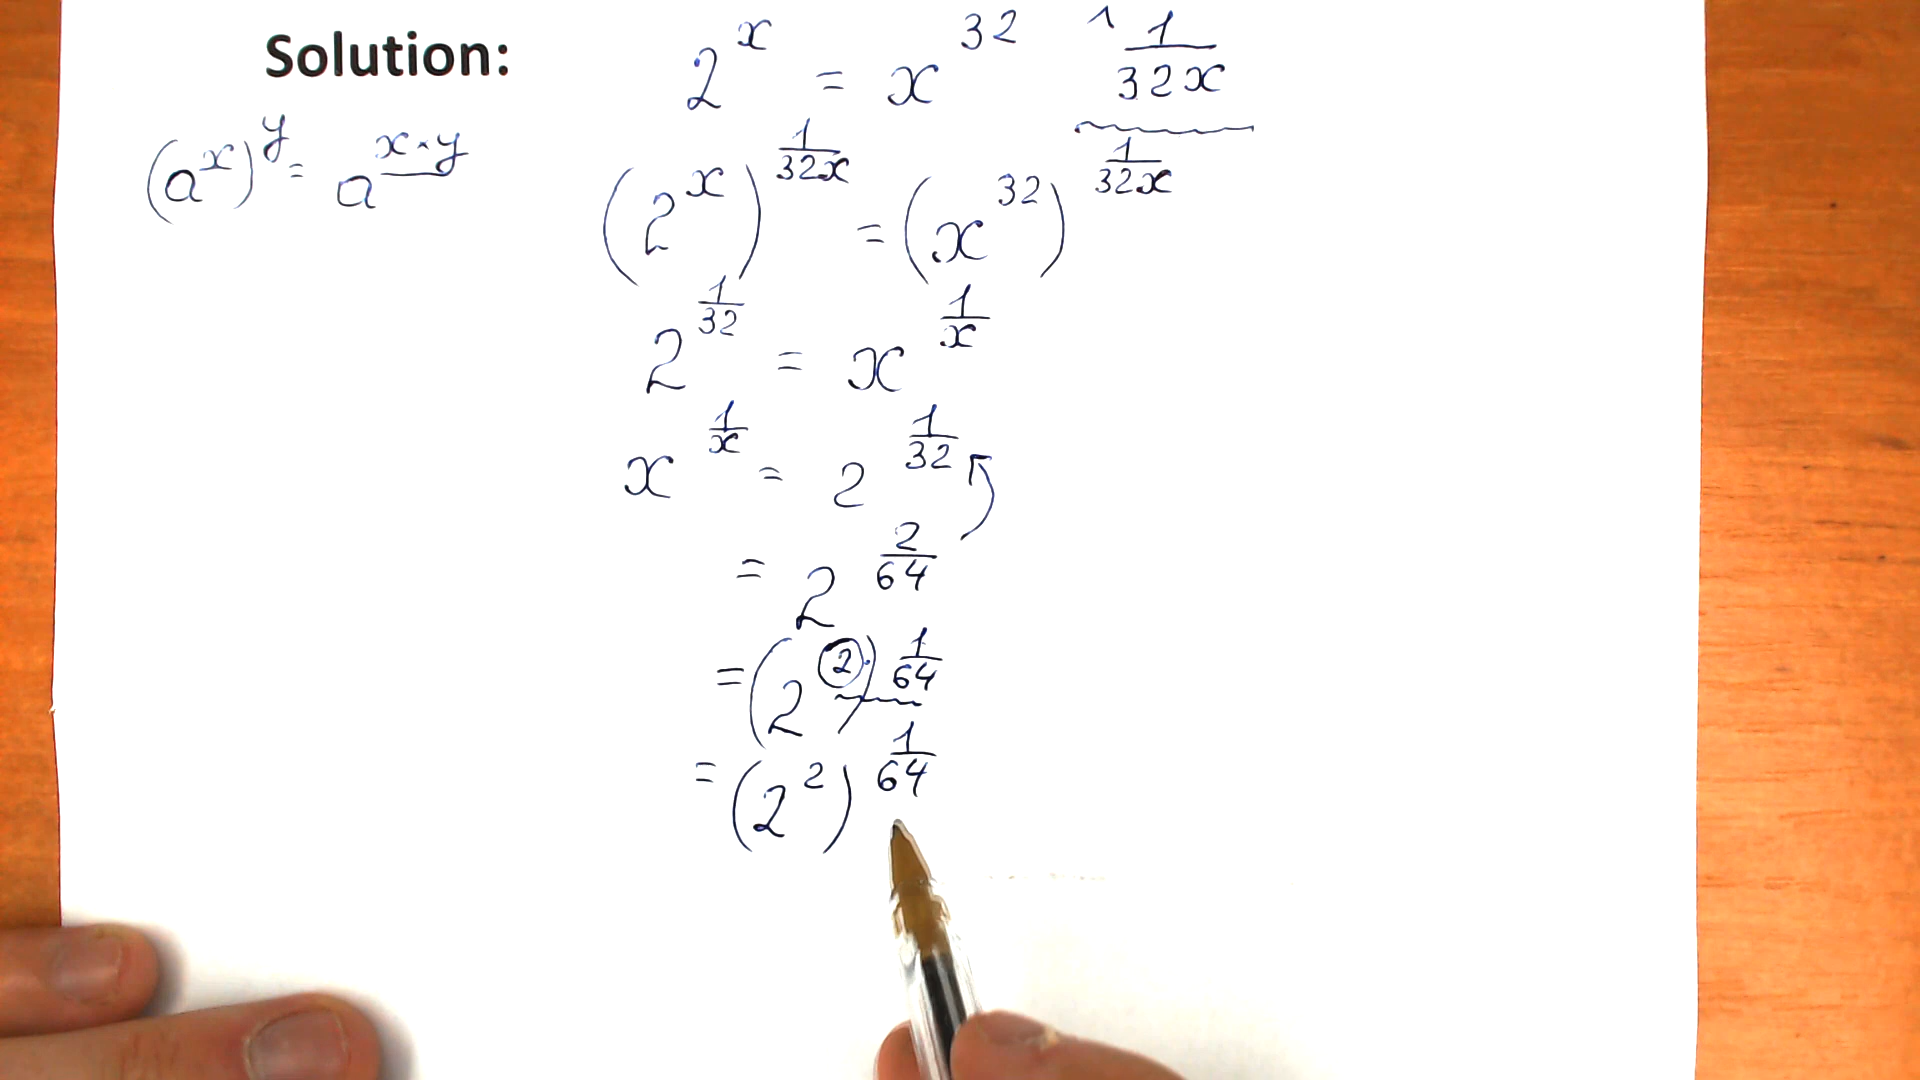 Solution:
2^x = x^32 ^ 1/(32x)
(a^x)^y = a^(x·y)
(2^x)^(1/(32x)) = (x^32)^(1/(32x))
2^(1/32) = x^(1/x)
x^(1/x) = 2^(1/32)
= 2^(2/64)
= (2^2·)^(1/64)
= (2^2)^(1/64)